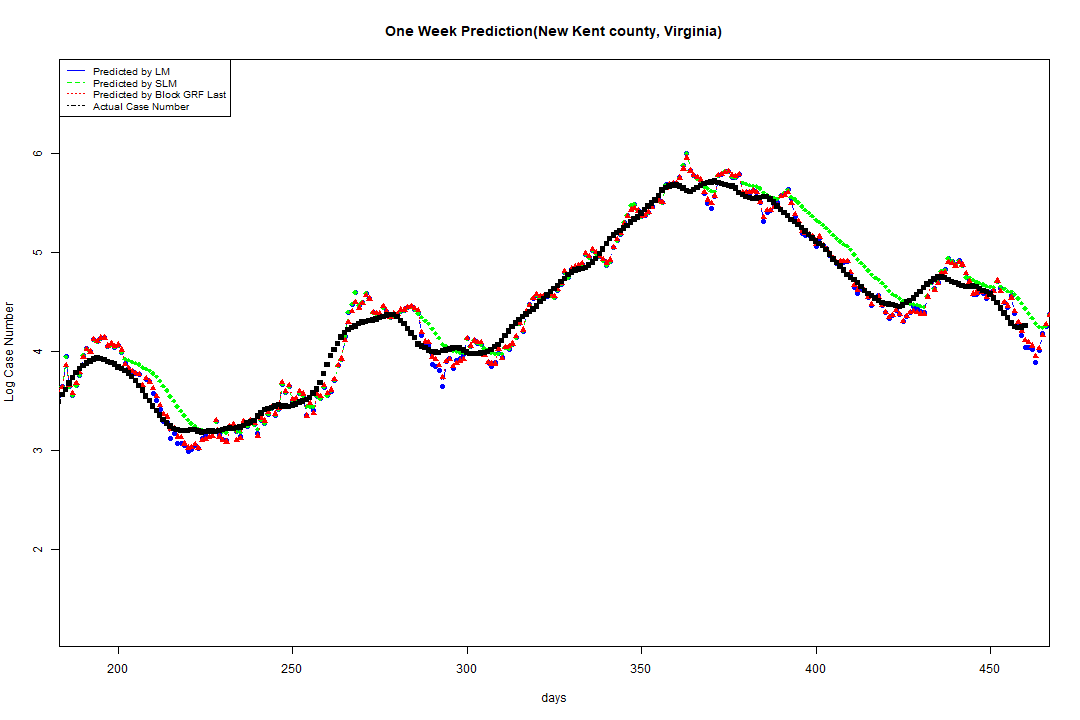 One Week Prediction(New Kent county, Virginia)
Predicted by LM
Predicted by SLM
Predicted by Block GRF Last
Actual Case Number
6
5
4
3
2
Log Case Number
200 250 300 350 400 450
days